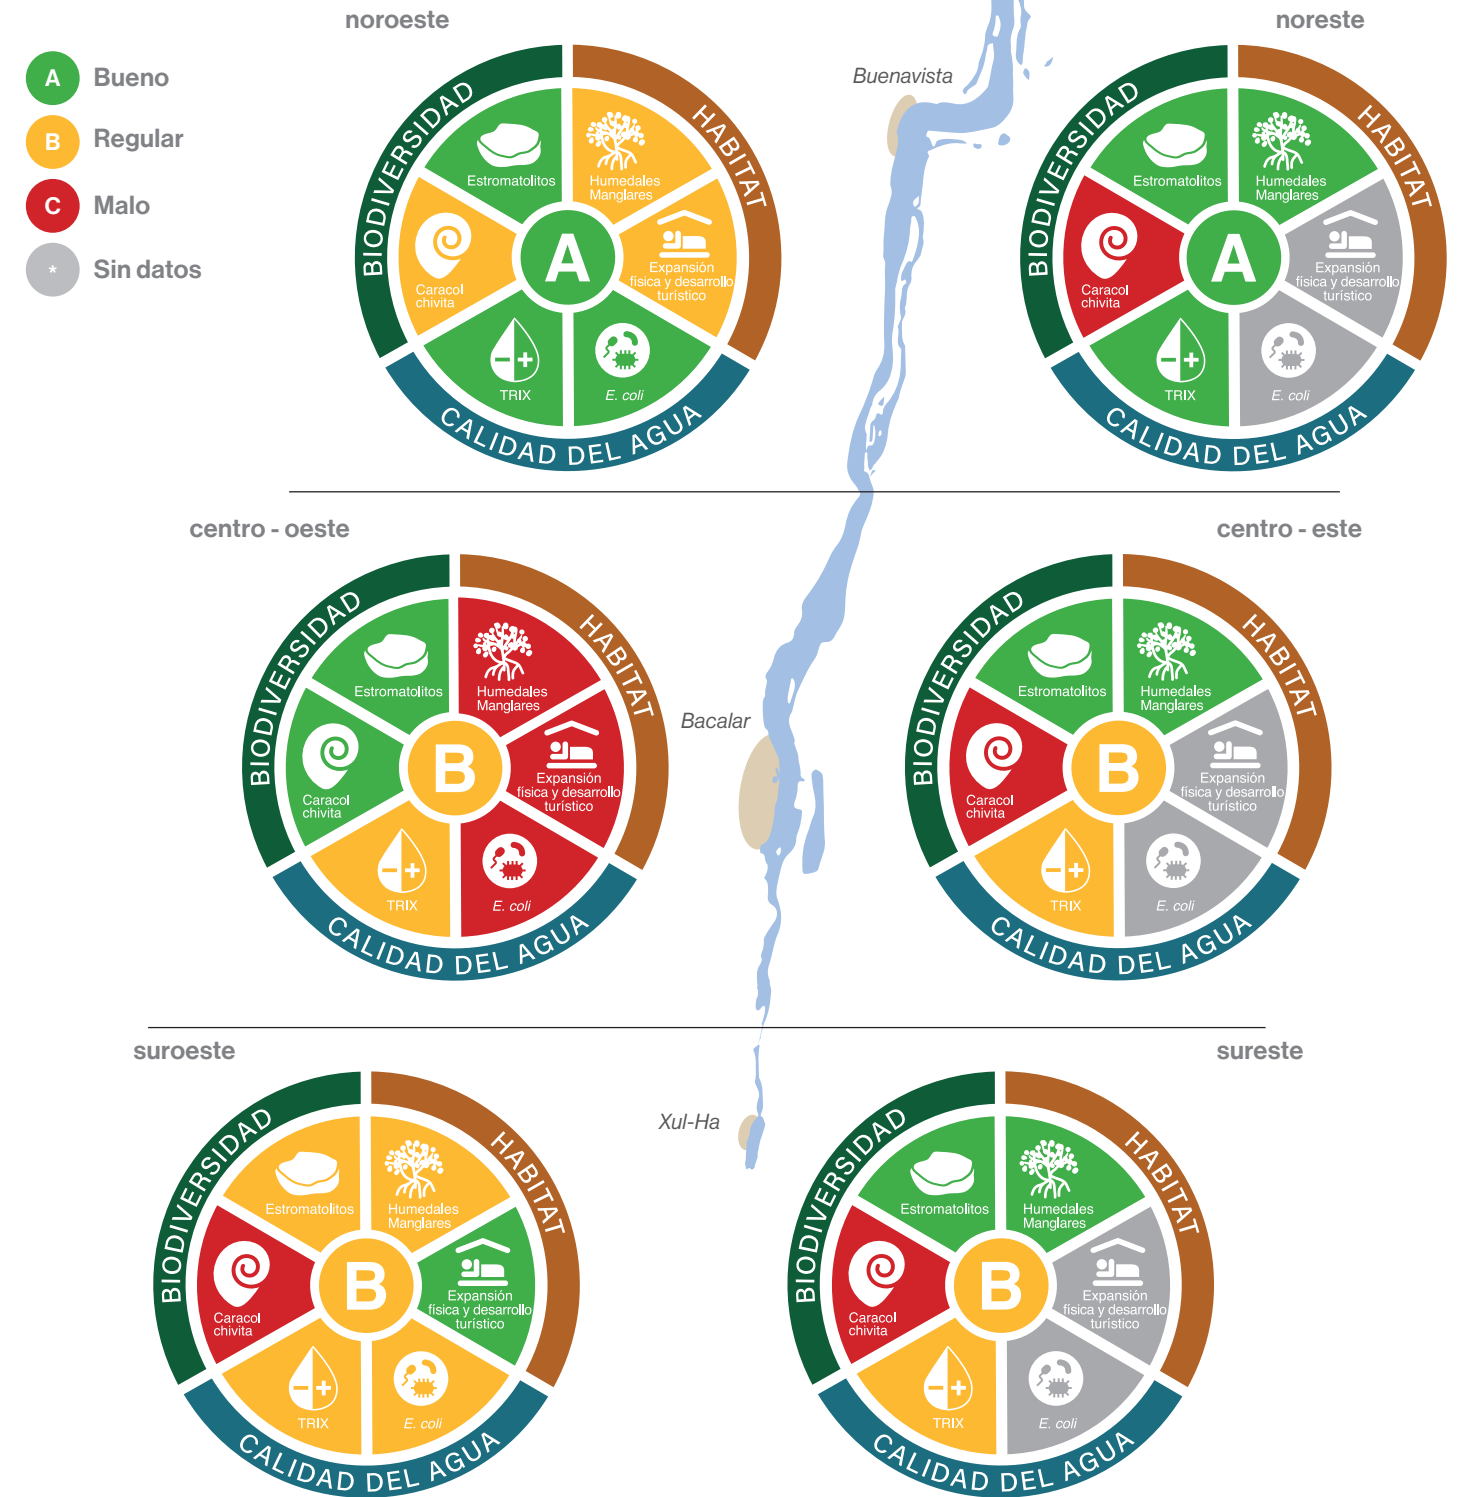 noroeste
noreste
A Bueno
B Regular
C Malo
* Sin datos
BIODIVERSIDAD
HABITAT
CALIDAD DEL AGUA
Estromatolitos
Humedales
Manglares
Caracol
chivita
A
Expansión
física y desarrollo
turístico
TRIX
E. coli
Buenavista
BIODIVERSIDAD
HABITAT
CALIDAD DEL AGUA
Estromatolitos
Humedales
Manglares
Caracol
chivita
A
Expansión
física y desarrollo
turístico
TRIX
E. coli
centro - oeste
centro - este
BIODIVERSIDAD
HABITAT
CALIDAD DEL AGUA
Estromatolitos
Humedales
Manglares
Caracol
chivita
B
Expansión
física y desarrollo
turístico
TRIX
E. coli
Bacalar
BIODIVERSIDAD
HABITAT
CALIDAD DEL AGUA
Estromatolitos
Humedales
Manglares
Caracol
chivita
B
Expansión
física y desarrollo
turístico
TRIX
E. coli
suroeste
sureste
BIODIVERSIDAD
HABITAT
CALIDAD DEL AGUA
Estromatolitos
Humedales
Manglares
Caracol
chivita
B
Expansión
física y desarrollo
turístico
TRIX
E. coli
Xul-Ha
BIODIVERSIDAD
HABITAT
CALIDAD DEL AGUA
Estromatolitos
Humedales
Manglares
Caracol
chivita
B
Expansión
física y desarrollo
turístico
TRIX
E. coli